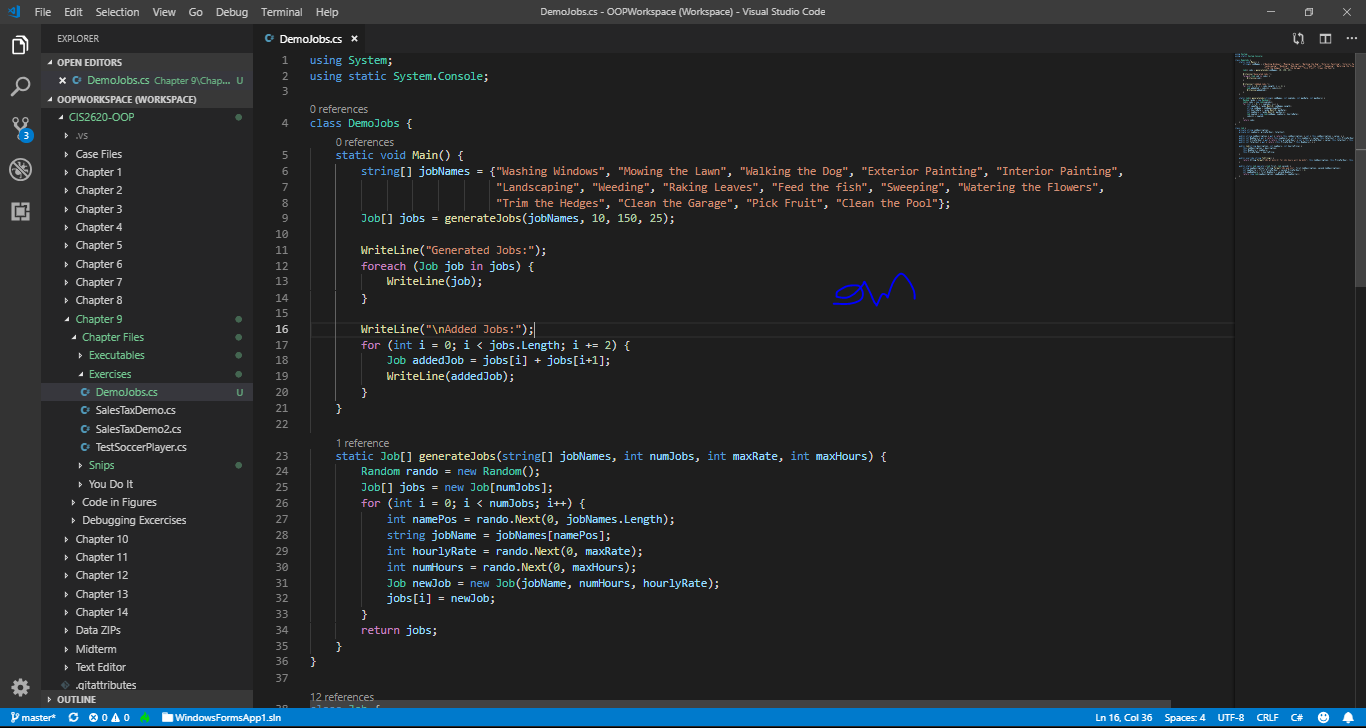 File Edit Selection View Go Debug Terminal Help
DemoJobs.cs - OOPWorkspace (Workspace) - Visual Studio Code
EXPLORER
OPEN EDITORS
DemoJobs.cs Chapter 9\Chap... U
OOPWORKSPACE (WORKSPACE)
CIS2620-OOP
.vs
Case Files
Chapter 1
Chapter 2
Chapter 3
Chapter 4
Chapter 5
Chapter 6
Chapter 7
Chapter 8
Chapter 9
Chapter Files
Executables
Exercises
DemoJobs.cs U
SalesTaxDemo.cs
SalesTaxDemo2.cs
TestSoccerPlayer.cs
Snips
You Do It
Code in Figures
Debugging Excercises
Chapter 10
Chapter 11
Chapter 12
Chapter 13
Chapter 14
Data ZIPs
Midterm
Text Editor
.gitattributes
OUTLINE
3
DemoJobs.cs
1 using System;
2 using static System.Console;
3
0 references
4 class DemoJobs {
0 references
5 static void Main() {
6 string[] jobNames = {"Washing Windows", "Mowing the Lawn", "Walking the Dog", "Exterior Painting", "Interior Painting",
7 "Landscaping", "Weeding", "Raking Leaves", "Feed the fish", "Sweeping", "Watering the Flowers",
8 "Trim the Hedges", "Clean the Garage", "Pick Fruit", "Clean the Pool"};
9 Job[] jobs = generateJobs(jobNames, 10, 150, 25);
10
11 WriteLine("Generated Jobs:");
12 foreach (Job job in jobs) {
13 WriteLine(job);
14 }
15
16 WriteLine("\nAdded Jobs:");
17 for (int i = 0; i < jobs.Length; i += 2) {
18 Job addedJob = jobs[i] + jobs[i+1];
19 WriteLine(addedJob);
20 }
21 }
22
1 reference
23 static Job[] generateJobs(string[] jobNames, int numJobs, int maxRate, int maxHours) {
24 Random rando = new Random();
25 Job[] jobs = new Job[numJobs];
26 for (int i = 0; i < numJobs; i++) {
27 int namePos = rando.Next(0, jobNames.Length);
28 string jobName = jobNames[namePos];
29 int hourlyRate = rando.Next(0, maxRate);
30 int numHours = rando.Next(0, maxHours);
31 Job newJob = new Job(jobName, numHours, hourlyRate);
32 jobs[i] = newJob;
33 }
34 return jobs;
35 }
36 }
37
12 references
master* 0 0 WindowsFormsApp1.sln
Ln 16, Col 36 Spaces: 4 UTF-8 CRLF C#